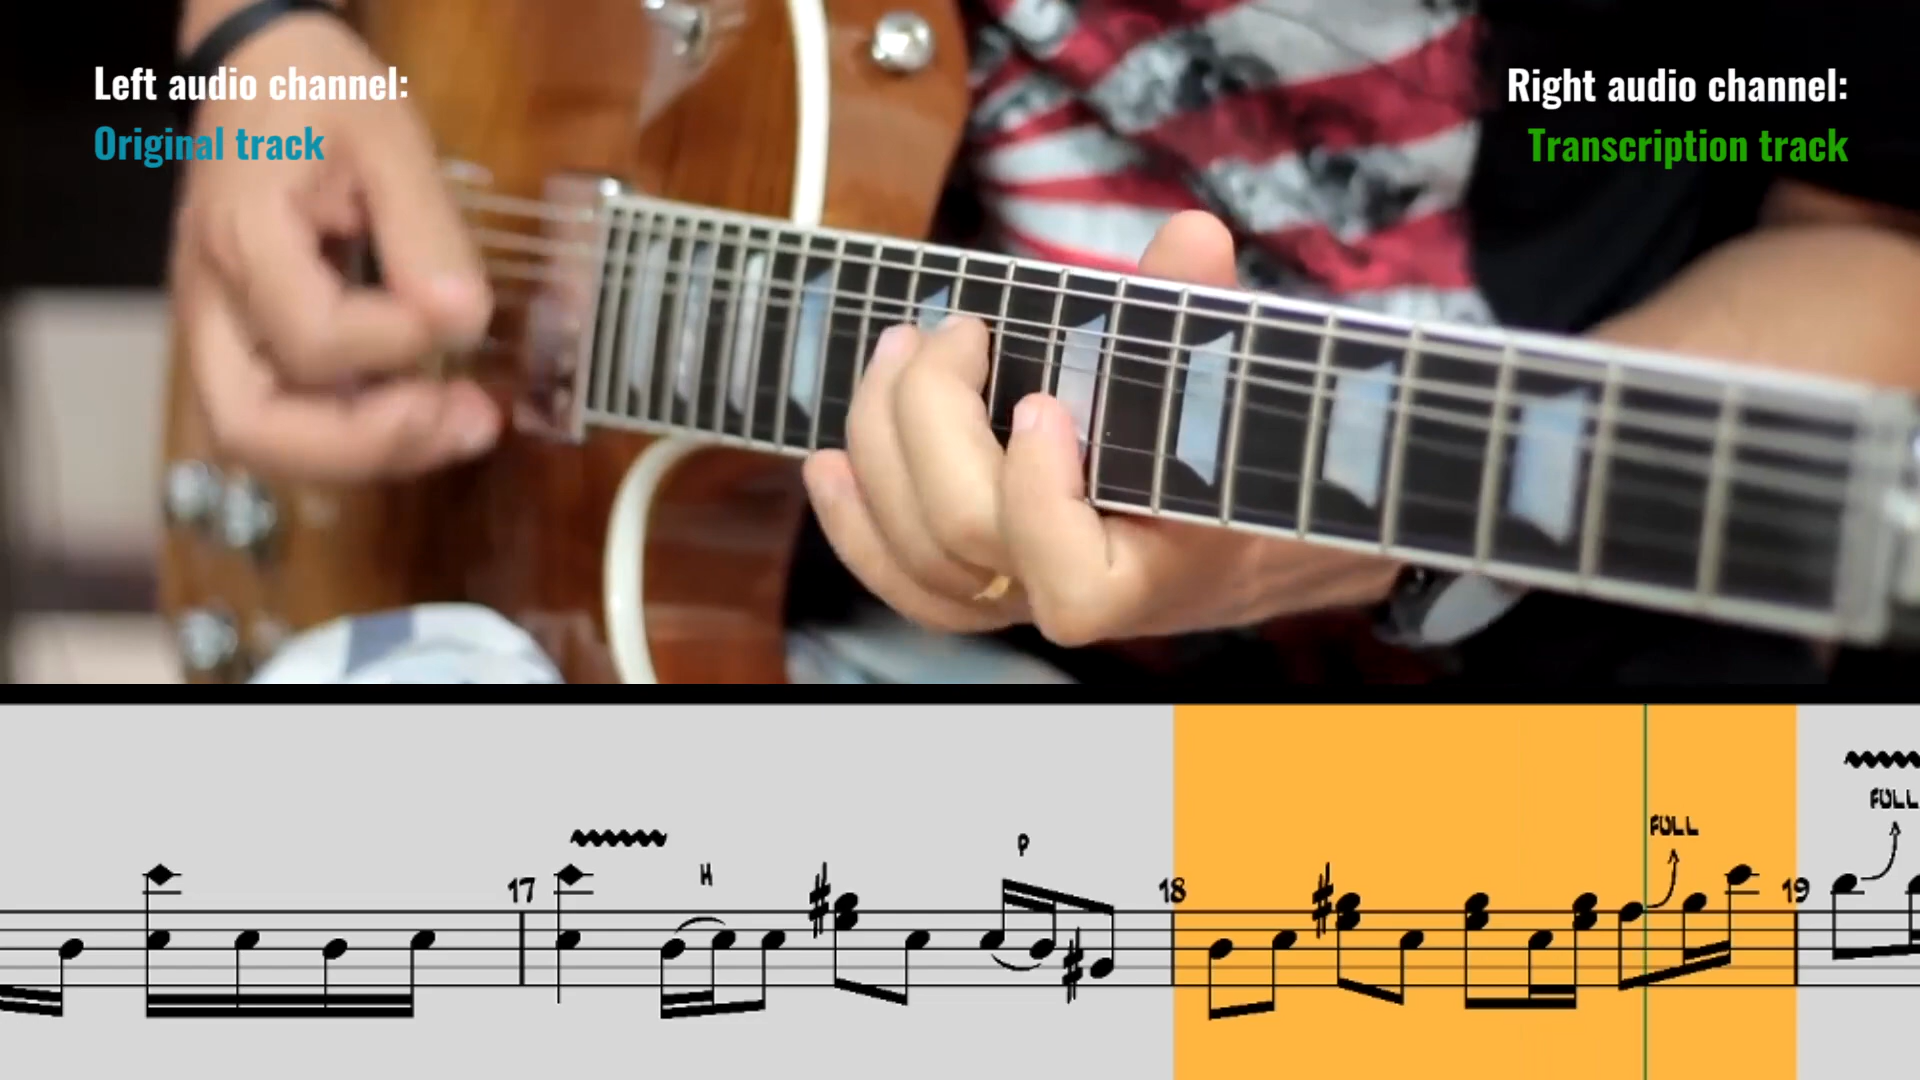 Left audio channel:
Original track
Right audio channel:
Transcription track
FULL
FULL
17
H
P
18
19